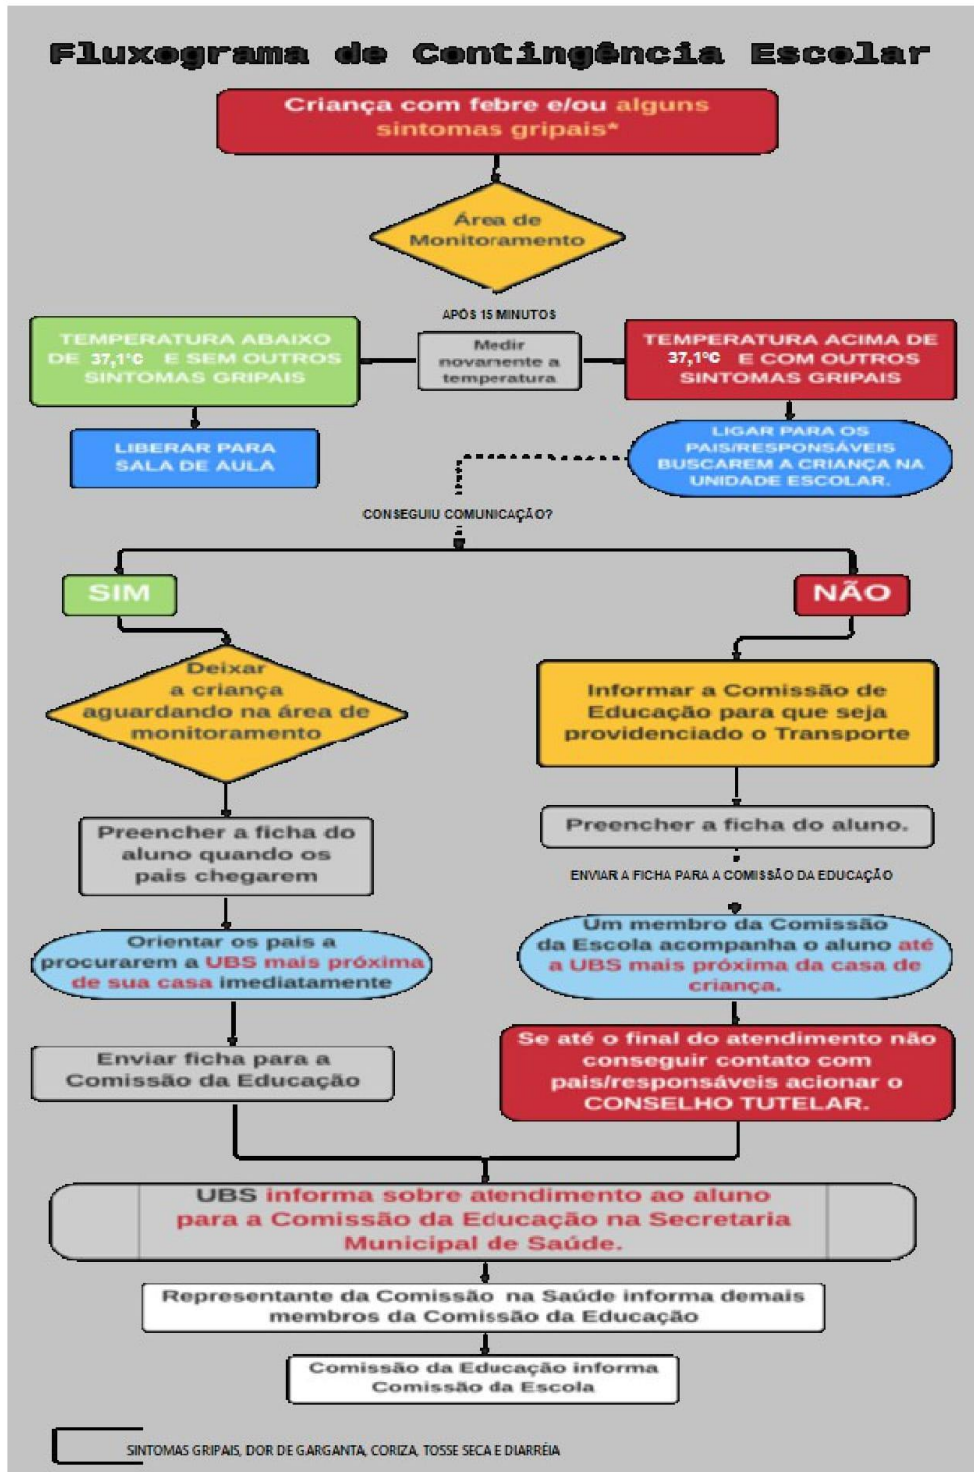 Fluxograma de Contingência Escolar
Criança com febre e/ou alguns
sintomas gripais*
Área de
Monitoramento
APÓS 15 MINUTOS
TEMPERATURA ABAIXO
DE 37,1°C E SEM OUTROS
SINTOMAS GRIPAIS
Medir
novamente a
temperatura
TEMPERATURA ACIMA DE
37,1°C E COM OUTROS
SINTOMAS GRIPAIS
LIBERAR PARA
SALA DE AULA
LIGAR PARA OS
PAIS/RESPONSÁVEIS
BUSCAREM A CRIANÇA NA
UNIDADE ESCOLAR.
CONSEGUIU COMUNICAÇÃO?
SIM
NÃO
Deixar
a criança
aguardando na área de
monitoramento
Informar a Comissão de
Educação para que seja
providenciado o Transporte
Preencher a ficha do
aluno quando os
pais chegarem
Preencher a ficha do aluno.
ENVIAR A FICHA PARA A COMISSÃO DA EDUCAÇÃO
Orientar os pais a
procurarem a UBS mais próxima
de sua casa imediatamente
Um membro da Comissão
da Escola acompanha o aluno até
a UBS mais próxima da casa de
criança.
Enviar ficha para a
Comissão da Educação
Se até o final do atendimento não
conseguir contato com
pais/responsáveis acionar o
CONSELHO TUTELAR.
UBS informa sobre atendimento ao aluno
para a Comissão da Educação na Secretaria
Municipal de Saúde.
Representante da Comissão na Saúde informa demais
membros da Comissão da Educação
Comissão da Educação informa
Comissão da Escola
SINTOMAS GRIPAIS, DOR DE GARGANTA, CORIZA, TOSSE SECA E DIARRÉIA